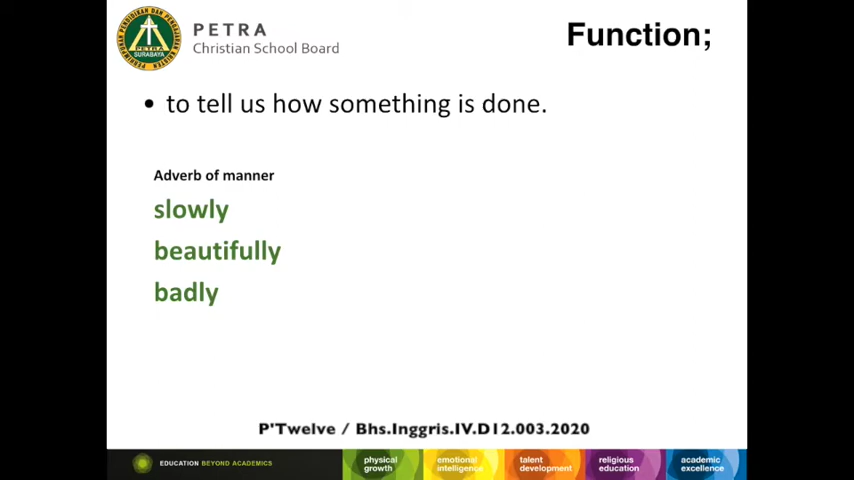 PETRA
Christian School Board
Function;
• to tell us how something is done.
Adverb of manner
slowly
beautifully
badly
P'Twelve / Bhs.Inggris.IV.D12.003.2020
EDUCATION BEYOND ACADEMICS
physical
growth
emotional
intelligence
talent
development
religious
education
academic
excellence
PETRA
SURABAYA